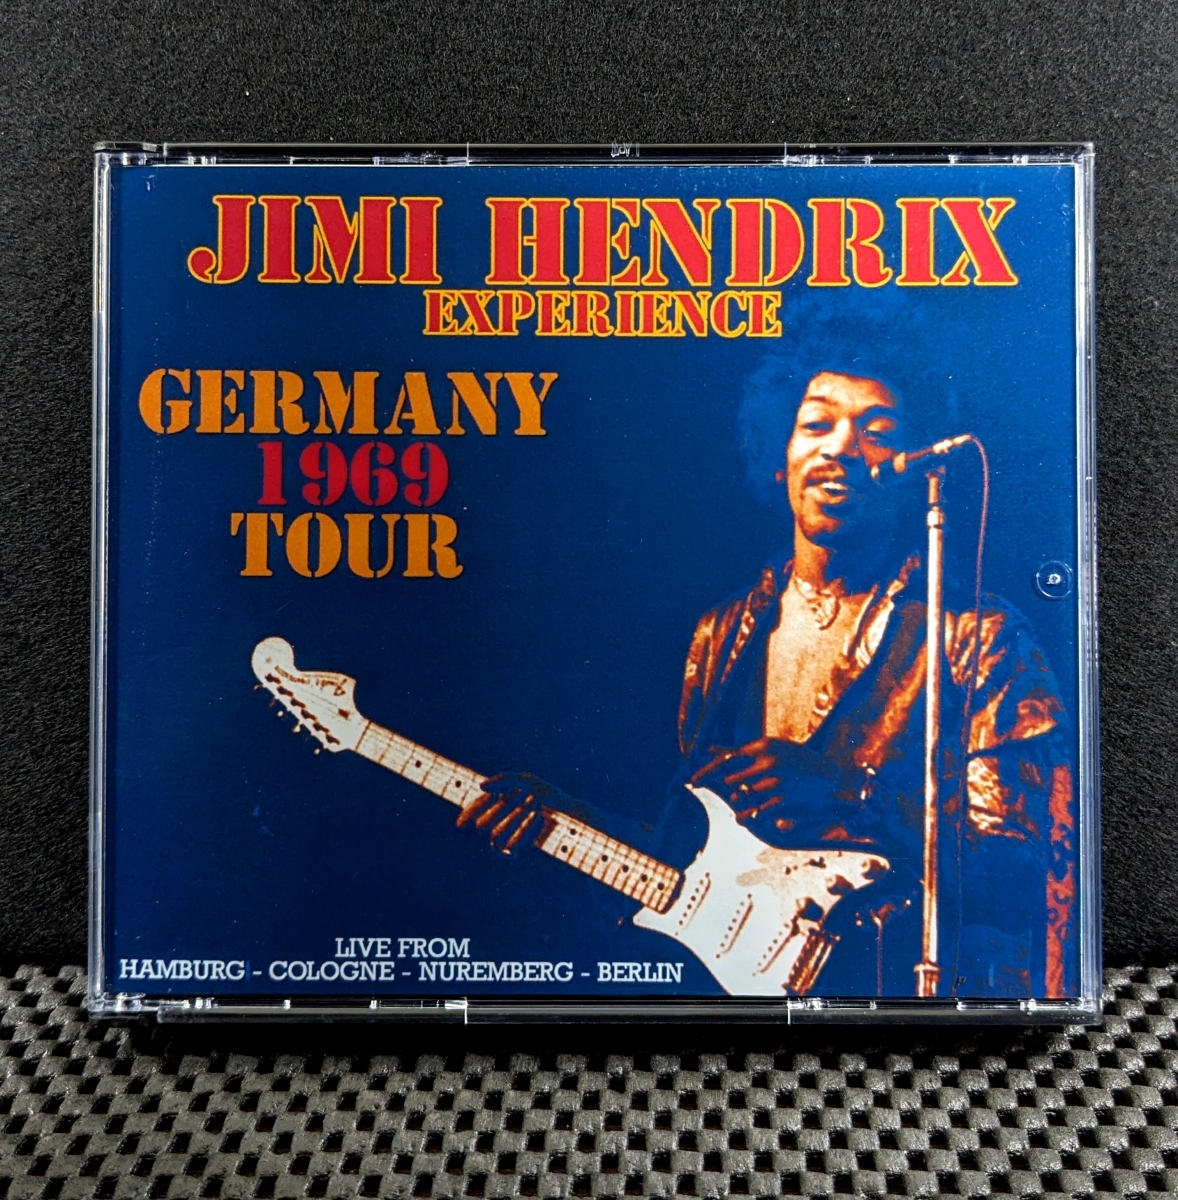 JIMI HENDRIX
EXPERIENCE
GERMANY
1969
TOUR
LIVE FROM
HAMBURG - COLOGNE - NUREMBERG - BERLIN